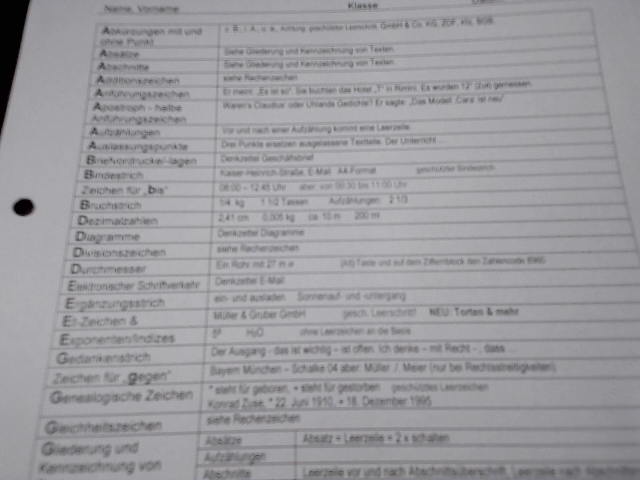 Name, Vorname Klasse
Abkürzungen mit und ohne Punkt z. B., i. A., u. a., Achtung: geschützter Leerschritt, GmbH & Co. KG, ZDF, Kfz, BGB
Absätze Siehe Gliederung und Kennzeichnung von Texten.
Abschnitte Siehe Gliederung und Kennzeichnung von Texten.
Additionszeichen siehe Rechenzeichen
Anführungszeichen Er meint: „Es ist so". Sie buchten das Hotel „T" in Rimini. Es wurden 12" (Zoll) gemessen.
Apostroph - halbe Anführungszeichen Waren's Claudius' oder Uhlands Gedichte? Er sagte: „Das Modell ‚Cara' ist neu"
Aufzählungen Vor und nach einer Aufzählung kommt eine Leerzeile.
Auslassungspunkte Drei Punkte ersetzen ausgelassene Textteile. Der Unterricht ...
Briefvordrucke/-lagen Denkzettel Geschäftsbrief
Bindestrich Kaiser-Heinrich-Straße, E-Mail A4-Format geschützter Bindestrich
Zeichen für „bis" 08:00 – 12:45 Uhr aber: von 09:30 bis 11:00 Uhr
Bruchstrich 1/4 kg 1 1/2 Tassen Aufzählungen: 2 1/3
Dezimalzahlen 2,41 cm 0,005 kg ca. 10 m 200 ml
Diagramme Denkzettel Diagramme
Divisionszeichen siehe Rechenzeichen
Durchmesser Ein Rohr mit 27 m ø (Alt) Taste und auf dem Ziffernblock den Zahlencode
Elektronischer Schriftverkehr Denkzettel E-Mail
Ergänzungsstrich ein- und ausladen Sonnenauf- und -untergang
Et-Zeichen & Müller & Gruber GmbH gesch. Leerschritt! NEU: Torten & mehr
Exponenten/Indizes H₂O ohne Leerzeichen an die Basis
Gedankenstrich Der Ausgang - das ist wichtig – ist offen. Ich denke – mit Recht - , dass ...
Zeichen für „gegen" Bayern München – Schalke 04 aber: Müller ./. Meier (nur bei Rechtsstreitigkeiten)
Genealogische Zeichen * steht für geboren, + steht für gestorben geschütztes Leerzeichen
Konrad Zuse, * 22. Juni 1910, + 18. Dezember 1995
Gleichheitszeichen siehe Rechenzeichen
Gliederung und Kennzeichnung von Absätze Absatz = Leerzeile = 2 x schalten
Aufzählungen
Abschnitte Leerzeile vor und nach Abschnittsüberschrift, Leerzeile nach